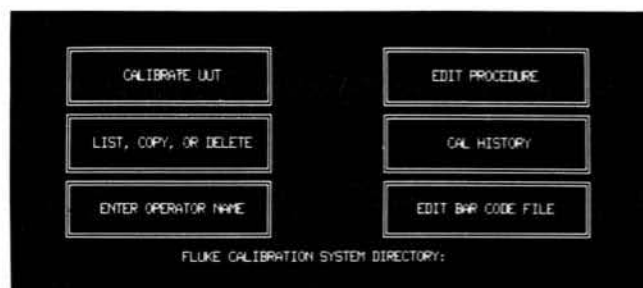 CALIBRATE UUT
EDIT PROCEDURE
LIST, COPY, OR DELETE
CAL HISTORY
ENTER OPERATOR NAME
EDIT BAR CODE FILE
FLUKE CALIBRATION SYSTEM DIRECTORY: